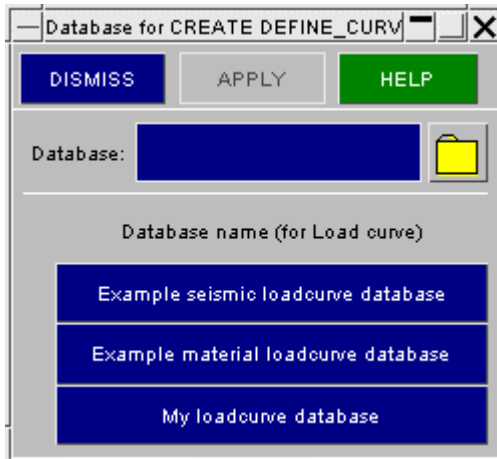 Database for CREATE DEFINE_CURV
DISMISS APPLY HELP
Database:
Database name (for Load curve)
Example seismic loadcurve database
Example material loadcurve database
My loadcurve database